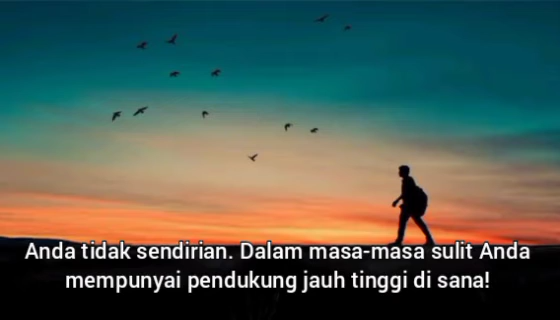 Anda tidak sendirian. Dalam masa-masa sulit Anda
mempunyai pendukung jauh tinggi di sana!